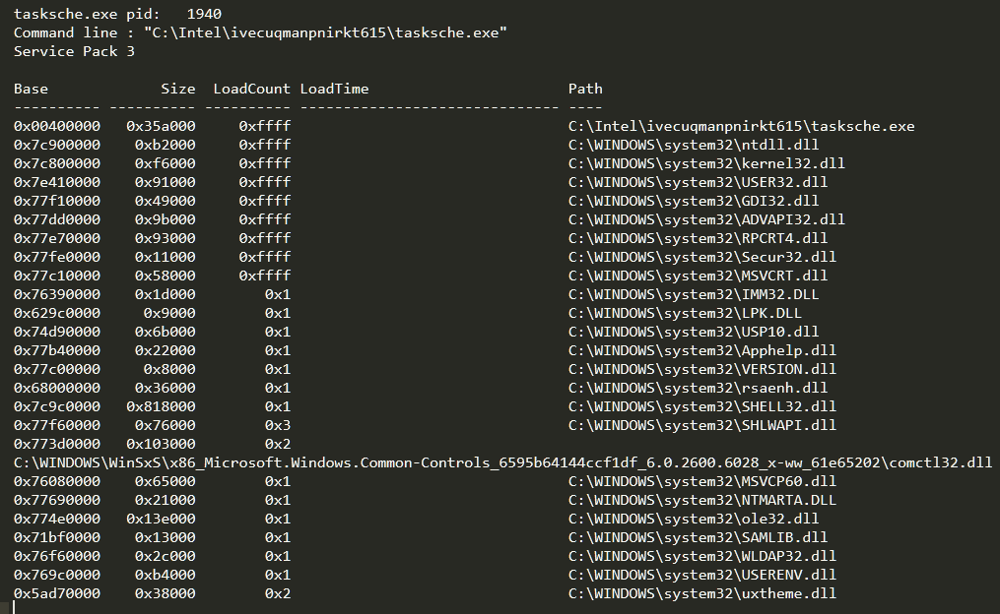 tasksche.exe pid:   1940
Command line : "C:\Intel\ivecuqmanpnirkt615\tasksche.exe"
Service Pack 3

Base             Size  LoadCount LoadTime                       Path
---------- ---------- ---------- ------------------------------ ----
0x00400000   0x35a000     0xffff                                C:\Intel\ivecuqmanpnirkt615\tasksche.exe
0x7c900000    0xb2000     0xffff                                C:\WINDOWS\system32\ntdll.dll
0x7c800000    0xf6000     0xffff                                C:\WINDOWS\system32\kernel32.dll
0x7e410000    0x91000     0xffff                                C:\WINDOWS\system32\USER32.dll
0x77f10000    0x49000     0xffff                                C:\WINDOWS\system32\GDI32.dll
0x77dd0000    0x9b000     0xffff                                C:\WINDOWS\system32\ADVAPI32.dll
0x77e70000    0x93000     0xffff                                C:\WINDOWS\system32\RPCRT4.dll
0x77fe0000    0x11000     0xffff                                C:\WINDOWS\system32\Secur32.dll
0x77c10000    0x58000     0xffff                                C:\WINDOWS\system32\MSVCRT.dll
0x76390000    0x1d000        0x1                                C:\WINDOWS\system32\IMM32.DLL
0x629c0000     0x9000        0x1                                C:\WINDOWS\system32\LPK.DLL
0x74d90000    0x6b000        0x1                                C:\WINDOWS\system32\USP10.dll
0x77b40000    0x22000        0x1                                C:\WINDOWS\system32\Apphelp.dll
0x77c00000     0x8000        0x1                                C:\WINDOWS\system32\VERSION.dll
0x68000000    0x36000        0x1                                C:\WINDOWS\system32\rsaenh.dll
0x7c9c0000   0x818000        0x1                                C:\WINDOWS\system32\SHELL32.dll
0x77f60000    0x76000        0x3                                C:\WINDOWS\system32\SHLWAPI.dll
0x773d0000   0x103000        0x2
C:\WINDOWS\WinSxS\x86_Microsoft.Windows.Common-Controls_6595b64144ccf1df_6.0.2600.6028_x-ww_61e65202\comctl32.dll
0x76080000    0x65000        0x1                                C:\WINDOWS\system32\MSVCP60.dll
0x77690000    0x21000        0x1                                C:\WINDOWS\system32\NTMARTA.DLL
0x774e0000   0x13e000        0x1                                C:\WINDOWS\system32\ole32.dll
0x71bf0000    0x13000        0x1                                C:\WINDOWS\system32\SAMLIB.dll
0x76f60000    0x2c000        0x1                                C:\WINDOWS\system32\WLDAP32.dll
0x769c0000    0xb4000        0x1                                C:\WINDOWS\system32\USERENV.dll
0x5ad70000    0x38000        0x2                                C:\WINDOWS\system32\uxtheme.dll